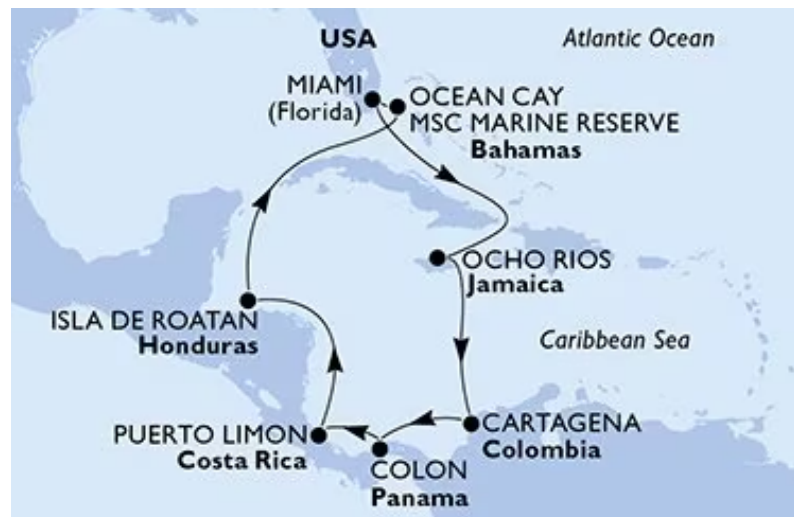 USA
Atlantic Ocean
MIAMI
(Florida)
OCEAN CAY
MSC MARINE RESERVE
Bahamas
OCHO RIOS
Jamaica
ISLA DE ROATAN
Honduras
Caribbean Sea
PUERTO LIMON
Costa Rica
CARTAGENA
Colombia
COLON
Panama